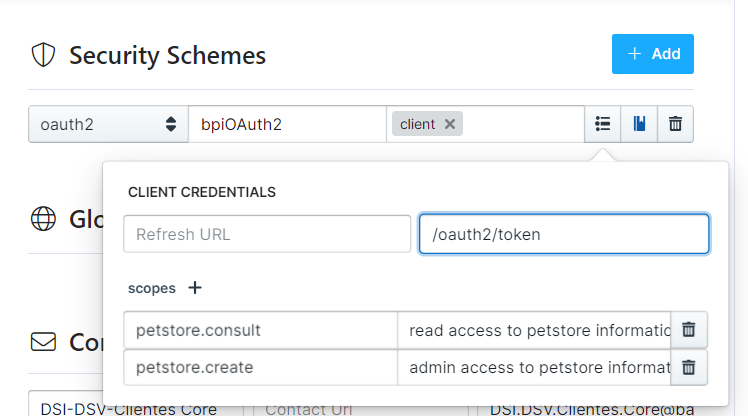 Security Schemes
+ Add
oauth2
bpiOAuth2
client
CLIENT CREDENTIALS
Refresh URL
/oauth2/token
scopes +
petstore.consult
read access to petstore informatio
petstore.create
admin access to petstore informat
Glo
Co
DSI-DSV-Clientes Core
Contact Url
DSI.DSV.Clientes.Core@ba